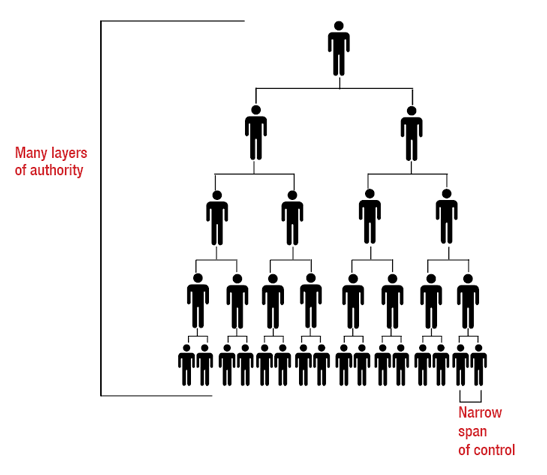 Many layers
of authority
Narrow
span
of control